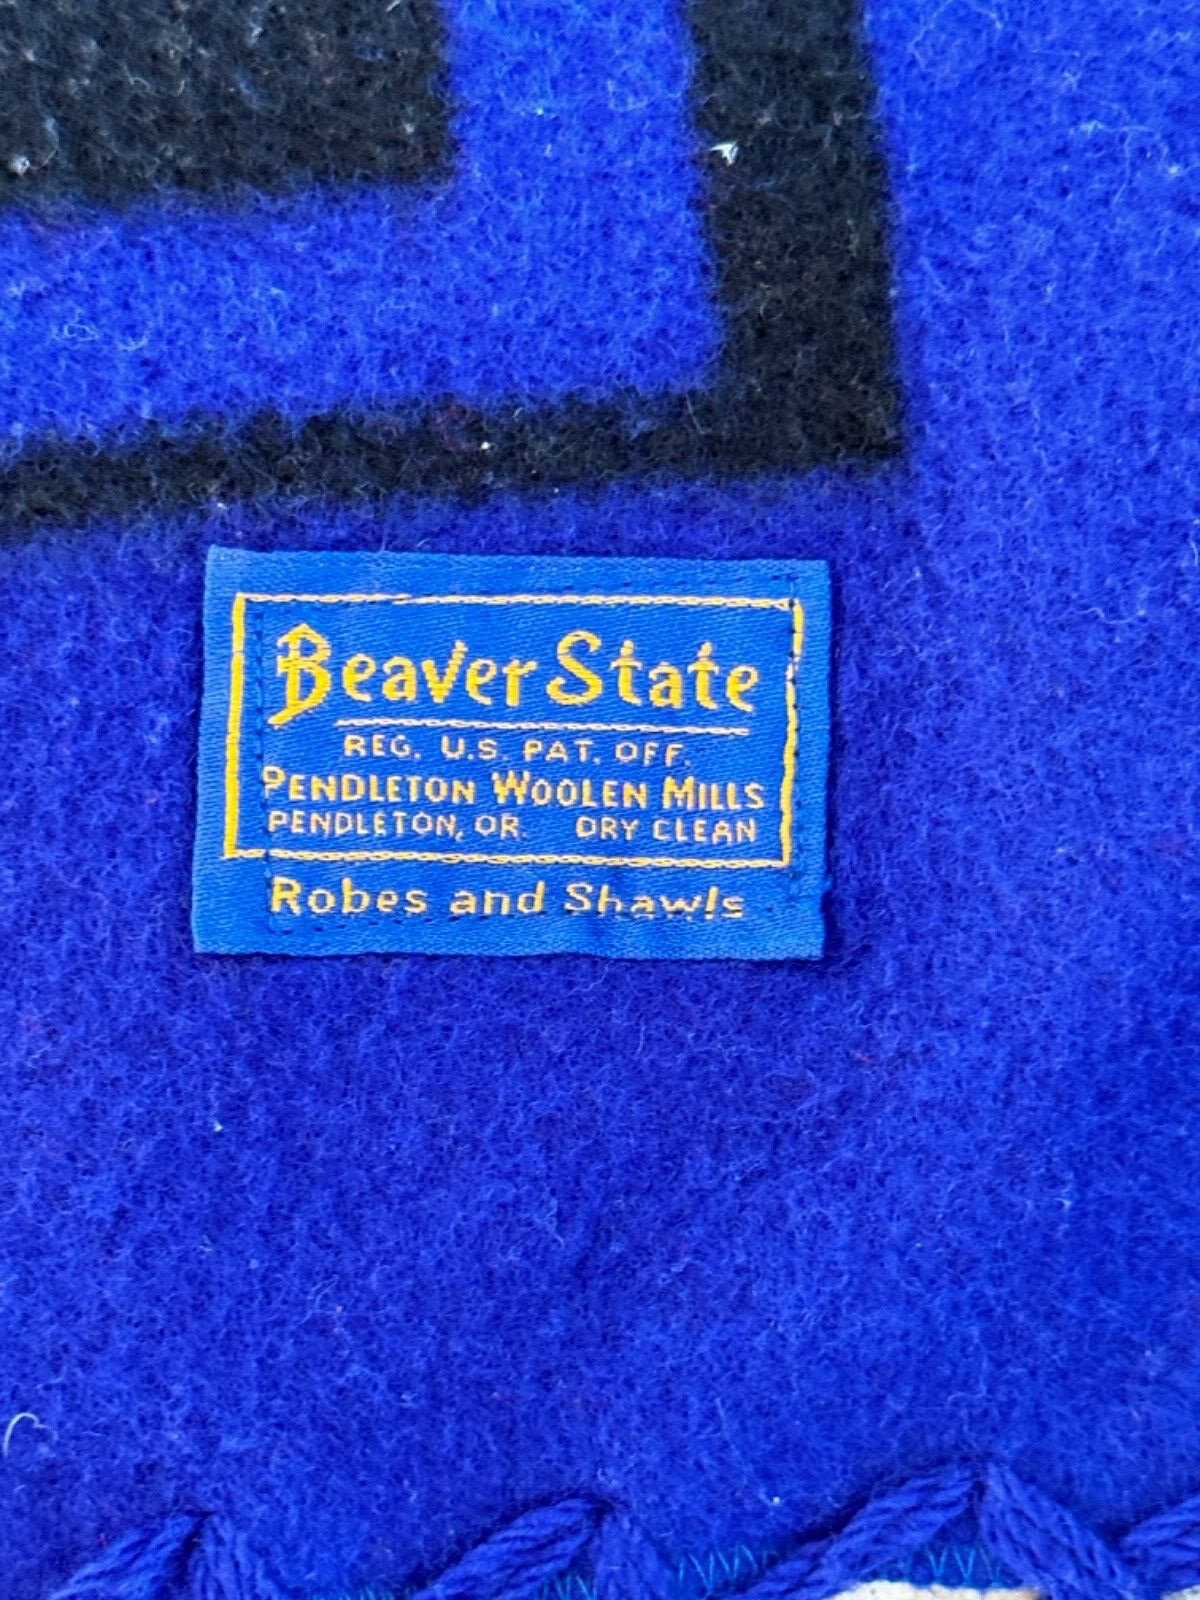 Beaver State
REG. U.S. PAT. OFF.
PENDLETON WOOLEN MILLS
PENDLETON, OR. DRY CLEAN
Robes and Shawls